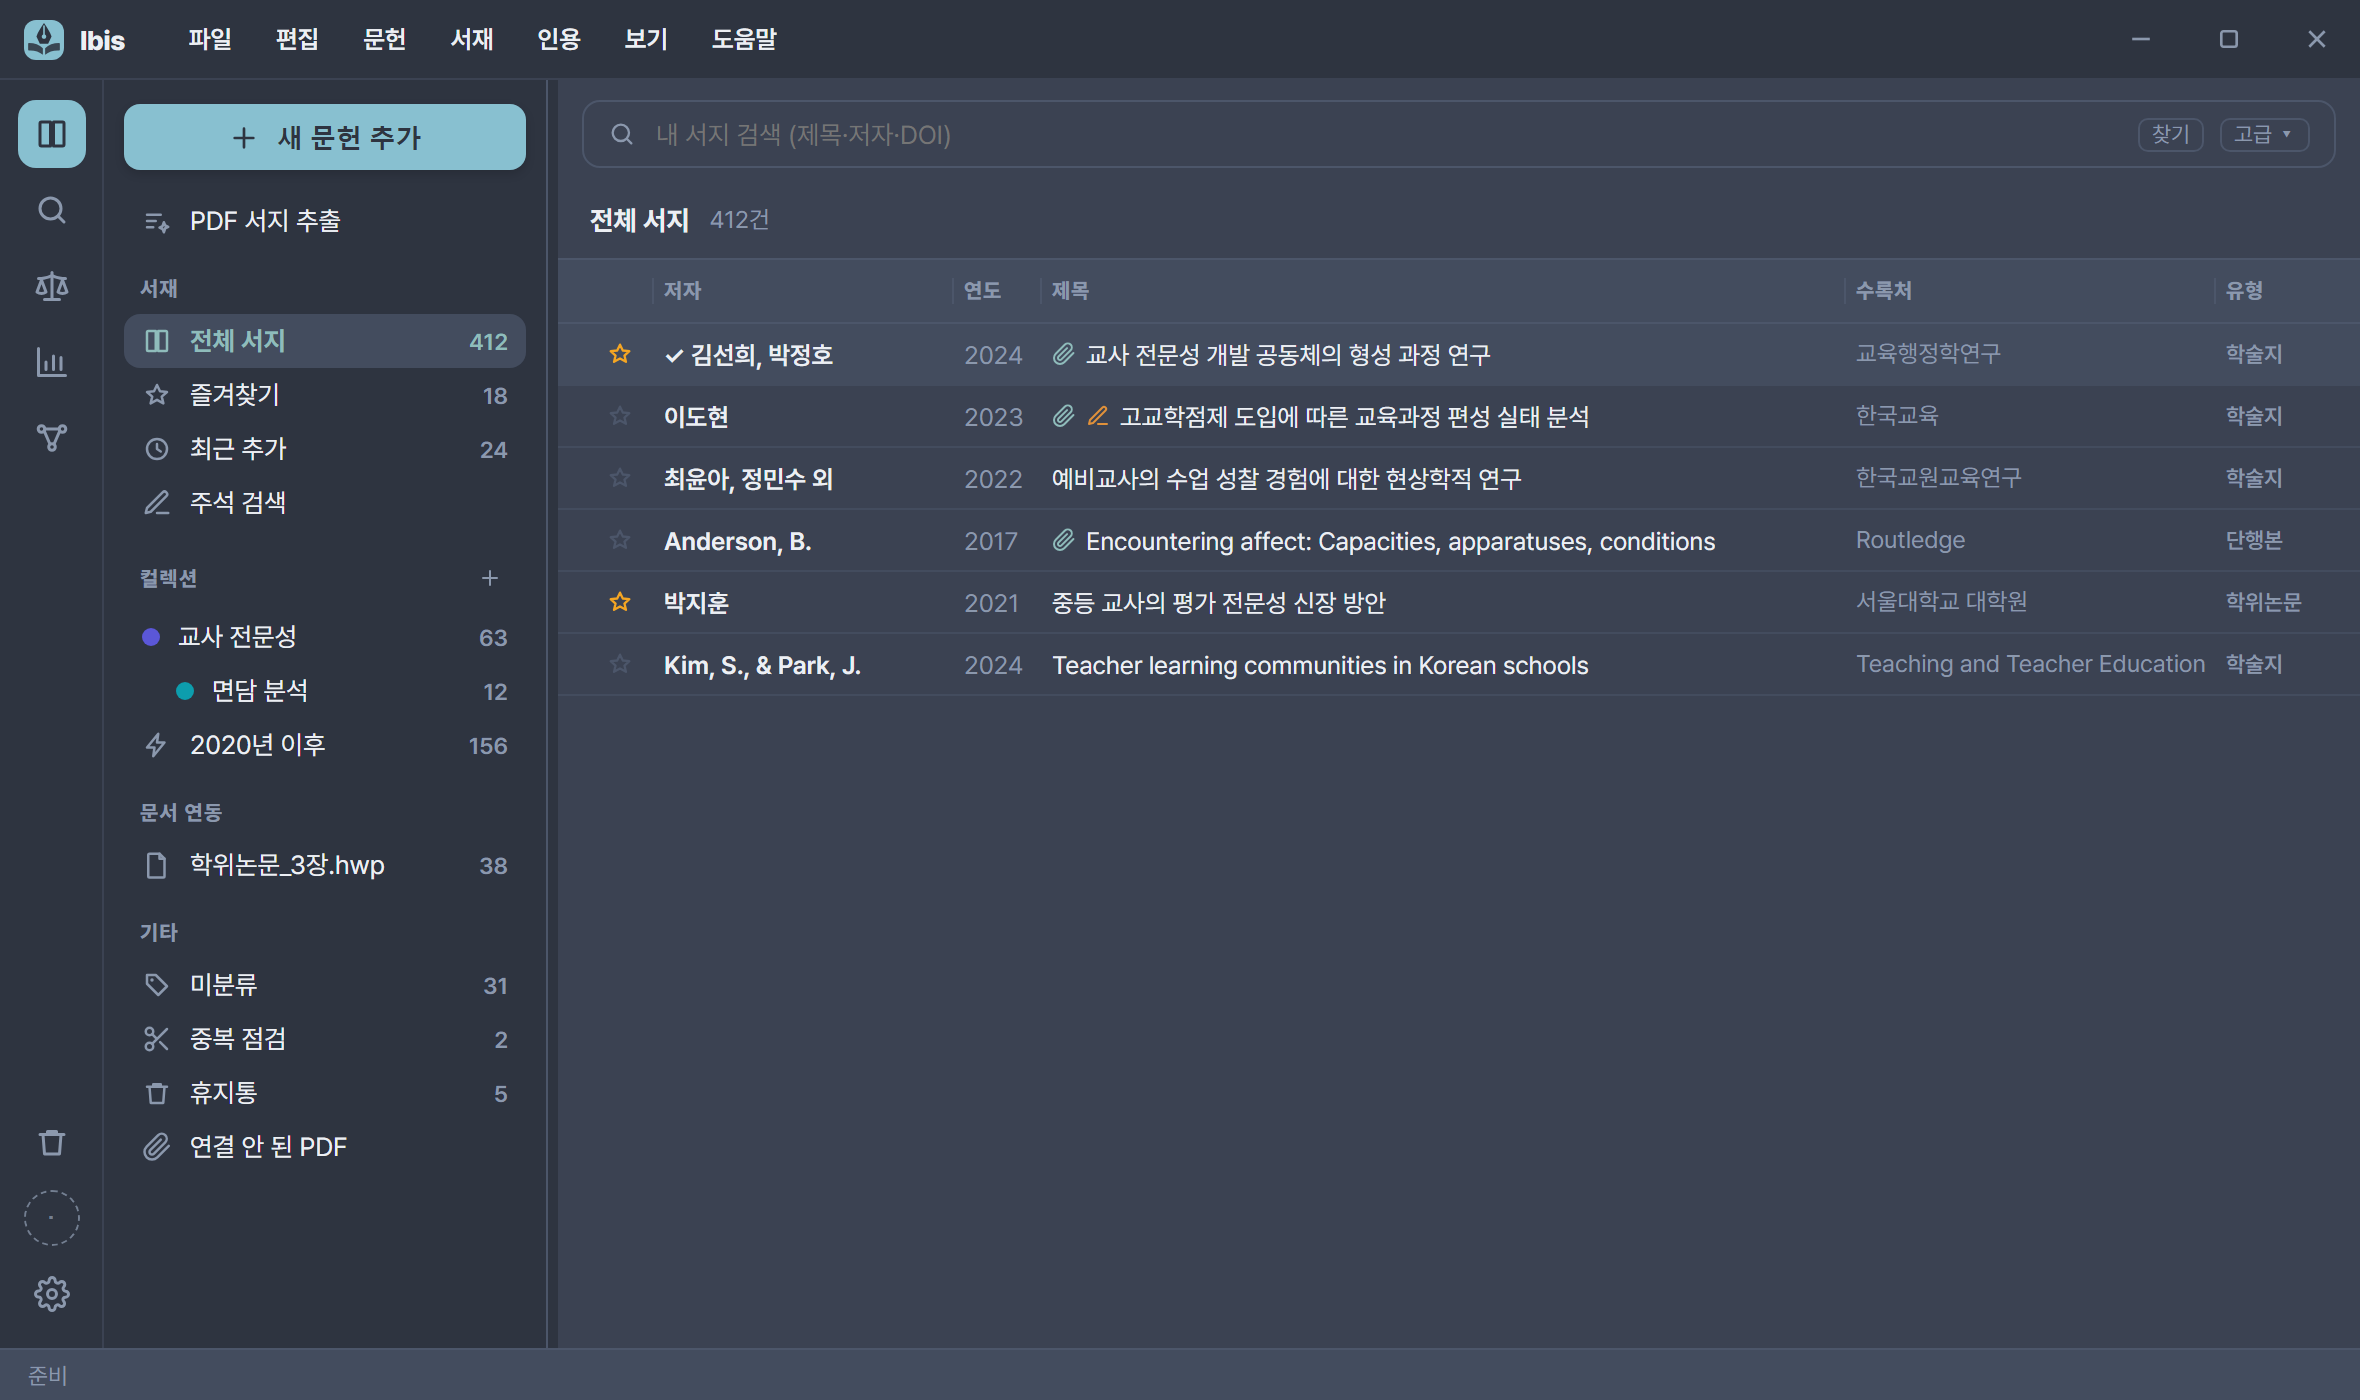 Ibis 파일 편집 문헌 서재 인용 보기 도움말
새 문헌 추가
PDF 서지 추출
서재
전체 서지 412
즐겨찾기 18
최근 추가 24
주석 검색
컬렉션
교사 전문성 63
면담 분석 12
2020년 이후 156
문서 연동
학위논문_3장.hwp 38
기타
미분류 31
중복 점검 2
휴지통 5
연결 안 된 PDF
내 서지 검색 (제목·저자·DOI) 찾기 고급
전체 서지 412건
저자 연도 제목 수록처 유형
김선희, 박정호 2024 교사 전문성 개발 공동체의 형성 과정 연구 교육행정학연구 학술지
이도현 2023 고교학점제 도입에 따른 교육과정 편성 실태 분석 한국교육 학술지
최윤아, 정민수 외 2022 예비교사의 수업 성찰 경험에 대한 현상학적 연구 한국교원교육연구 학술지
Anderson, B. 2017 Encountering affect: Capacities, apparatuses, conditions Routledge 단행본
박지훈 2021 중등 교사의 평가 전문성 신장 방안 서울대학교 대학원 학위논문
Kim, S., & Park, J. 2024 Teacher learning communities in Korean schools Teaching and Teacher Education 학술지
준비